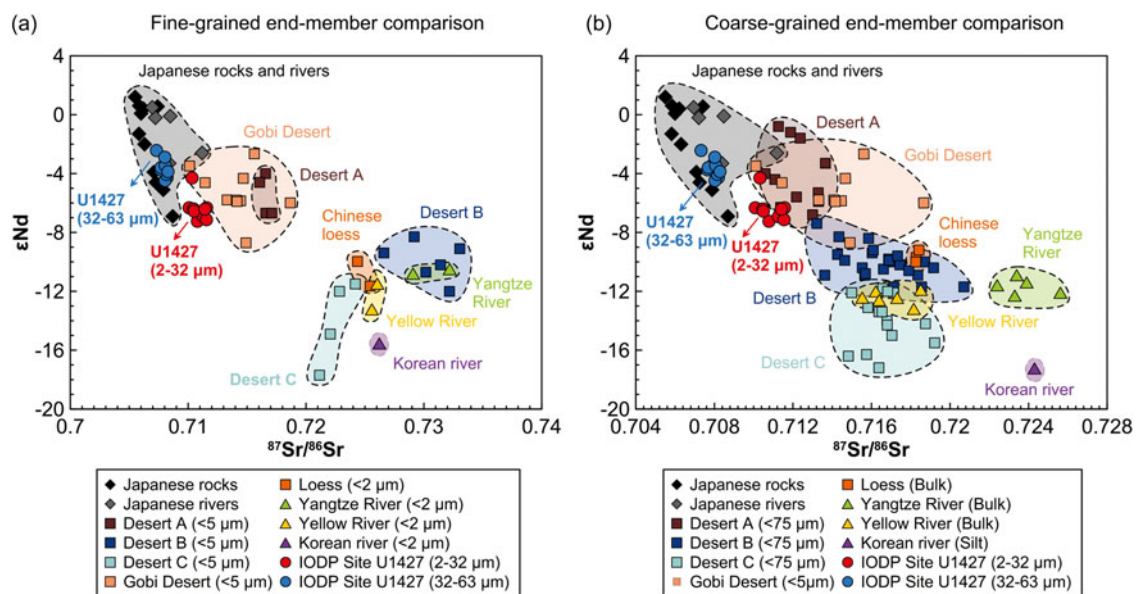 (a) Fine-grained end-member comparison
4
0
-4
-8
-12
-16
-20
εNd
Japanese rocks and rivers
Gobi Desert
Desert A
U1427
(32-63 μm)
U1427
(2-32 μm)
Chinese
loess
Desert B
Yangtze
River
Yellow River
Korean river
Desert C
0.7 0.71 0.72 0.73 0.74
⁸⁷Sr/⁸⁶Sr
Japanese rocks
Japanese rivers
Desert A (<5 μm)
Desert B (<5 μm)
Desert C (<5 μm)
Gobi Desert (<5 μm)
Loess (<2 μm)
Yangtze River (<2 μm)
Yellow River (<2 μm)
Korean river (<2 μm)
IODP Site U1427 (2-32 μm)
IODP Site U1427 (32-63 μm)
(b) Coarse-grained end-member comparison
4
0
-4
-8
-12
-16
-20
εNd
Japanese rocks and rivers
Desert A
Gobi Desert
U1427
(32-63 μm)
U1427
(2-32 μm)
Chinese
loess
Yangtze
River
Desert B
Yellow River
Desert C
Korean river
0.704 0.708 0.712 0.716 0.720 0.724 0.728
⁸⁷Sr/⁸⁶Sr
Japanese rocks
Japanese rivers
Desert A (<75 μm)
Desert B (<75 μm)
Desert C (<75 μm)
Gobi Desert (<5μm)
Loess (Bulk)
Yangtze River (Bulk)
Yellow River (Bulk)
Korean river (Silt)
IODP Site U1427 (2-32 μm)
IODP Site U1427 (32-63 μm)